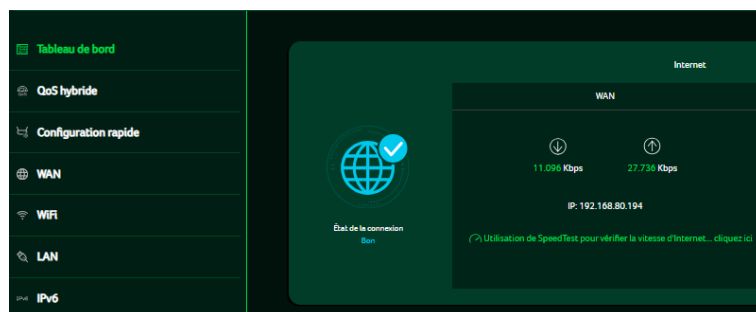 Tableau de bord
QoS hybride
Configuration rapide
WAN
WiFi
LAN
IPv6
Internet
WAN
11.096 Kbps
27.736 Kbps
IP: 192.168.80.194
État de la connexion
Bon
Utilisation de SpeedTest pour vérifier la vitesse d'Internet... cliquez ici